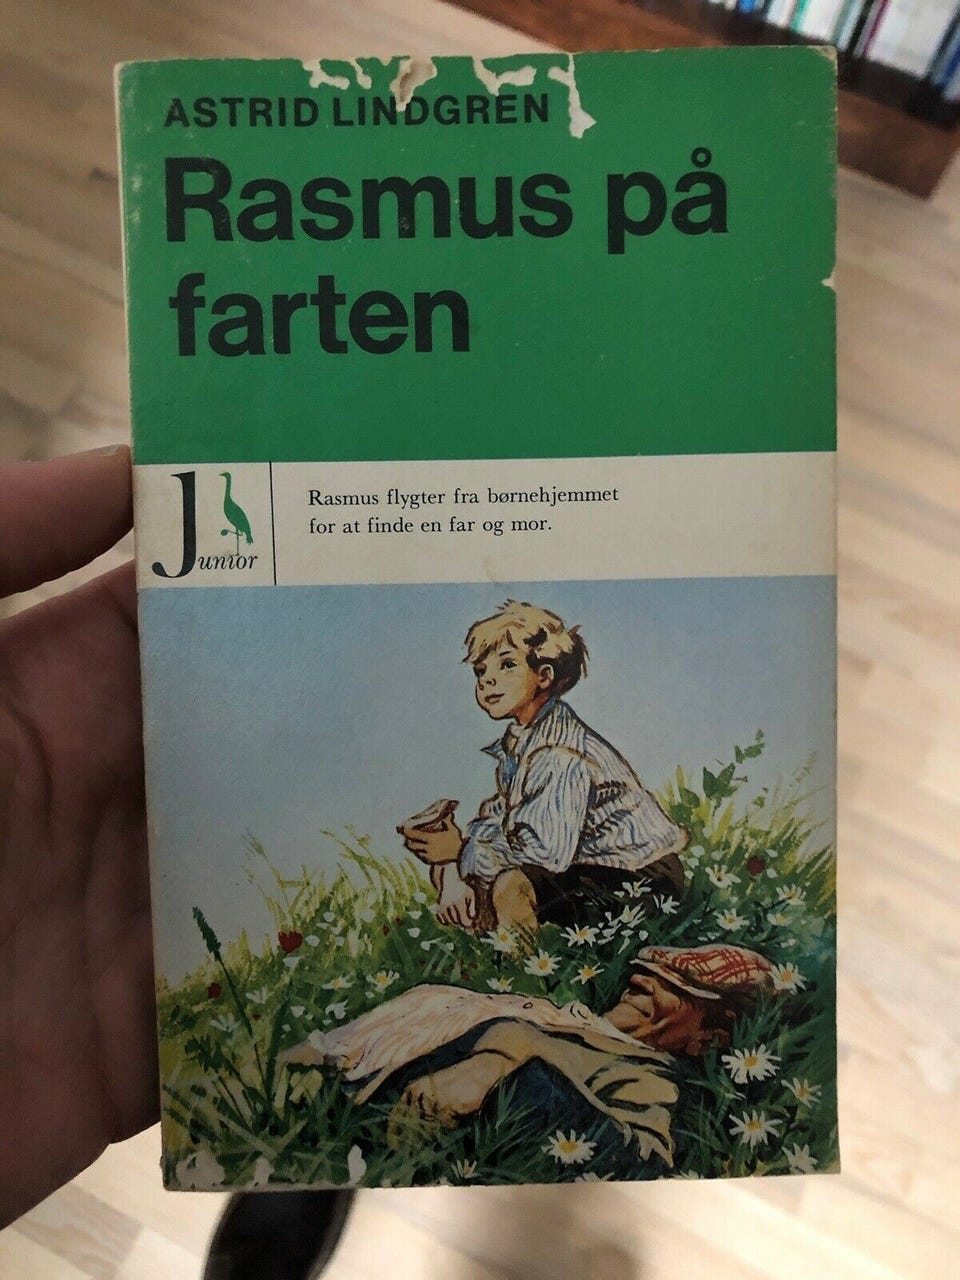 ASTRID LINDGREN
Rasmus på
farten
Junior
Rasmus flygter fra børnehjemmet
for at finde en far og mor.